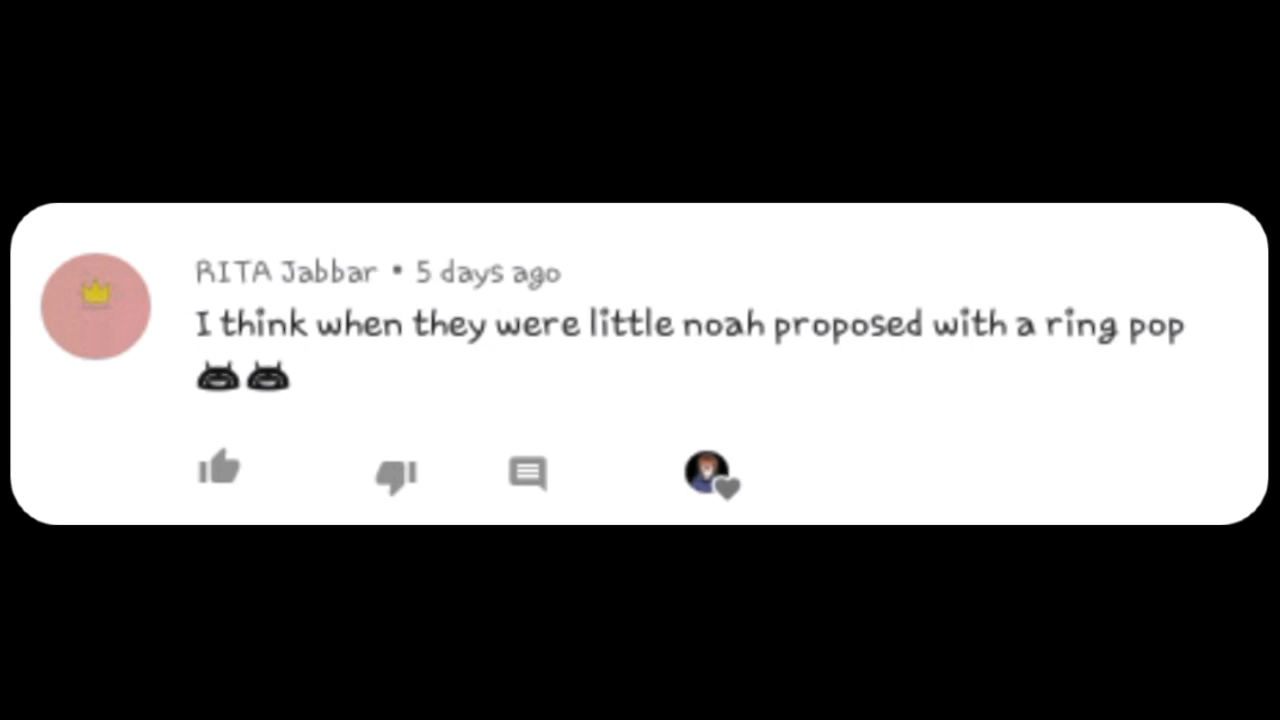 RITA Jabbar • 5 days ago
I think when they were little noah proposed with a ring pop